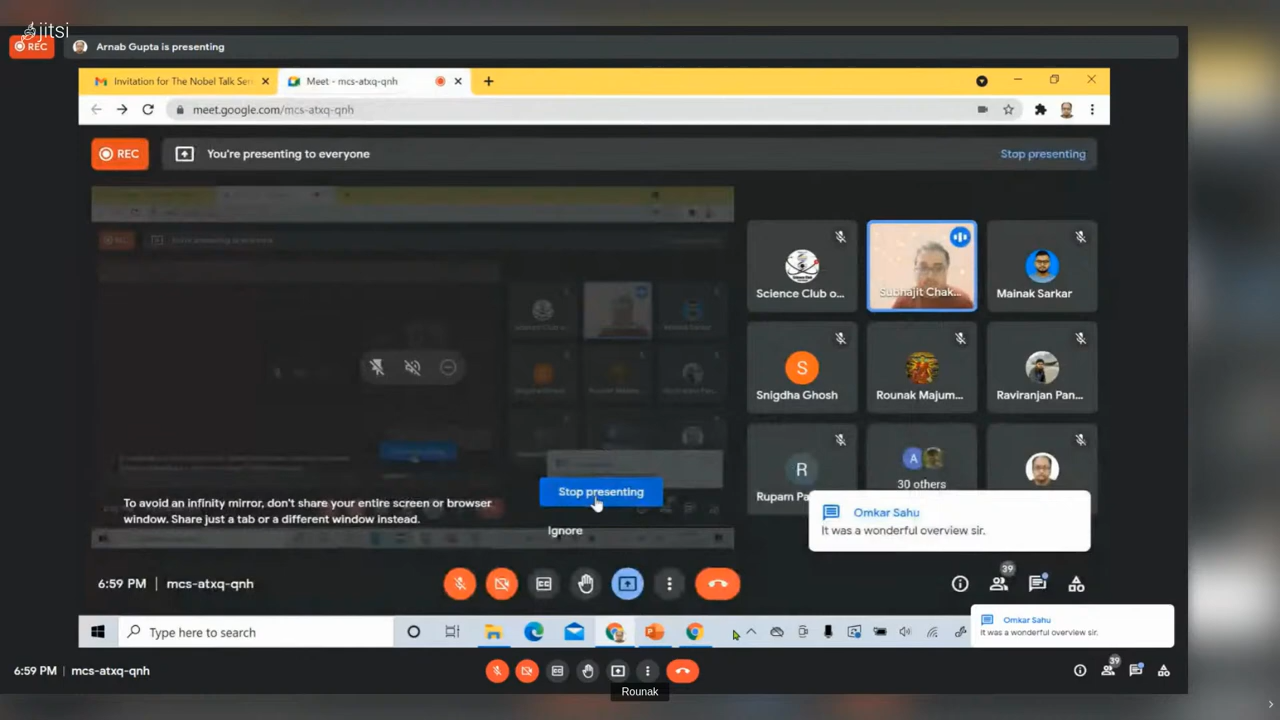 jitsi
REC
Arnab Gupta is presenting
Invitation for The Nobel Talk Ser
Meet - mcs-atxq-qnh
meet.google.com/mcs-atxq-qnh
REC
You're presenting to everyone
Stop presenting
Science Club o...
Subhajit Chak...
Mainak Sarkar
S
Snigdha Ghosh
Rounak Majum...
Raviranjan Pan...
R
Rupam Pa
A
30 others
Stop presenting
To avoid an infinity mirror, don't share your entire screen or browser
window. Share just a tab or a different window instead.
Ignore
Omkar Sahu
It was a wonderful overview sir.
6:59 PM | mcs-atxq-qnh
39
Type here to search
Omkar Sahu
It was a wonderful overview sir.
6:59 PM | mcs-atxq-qnh
39
Rounak